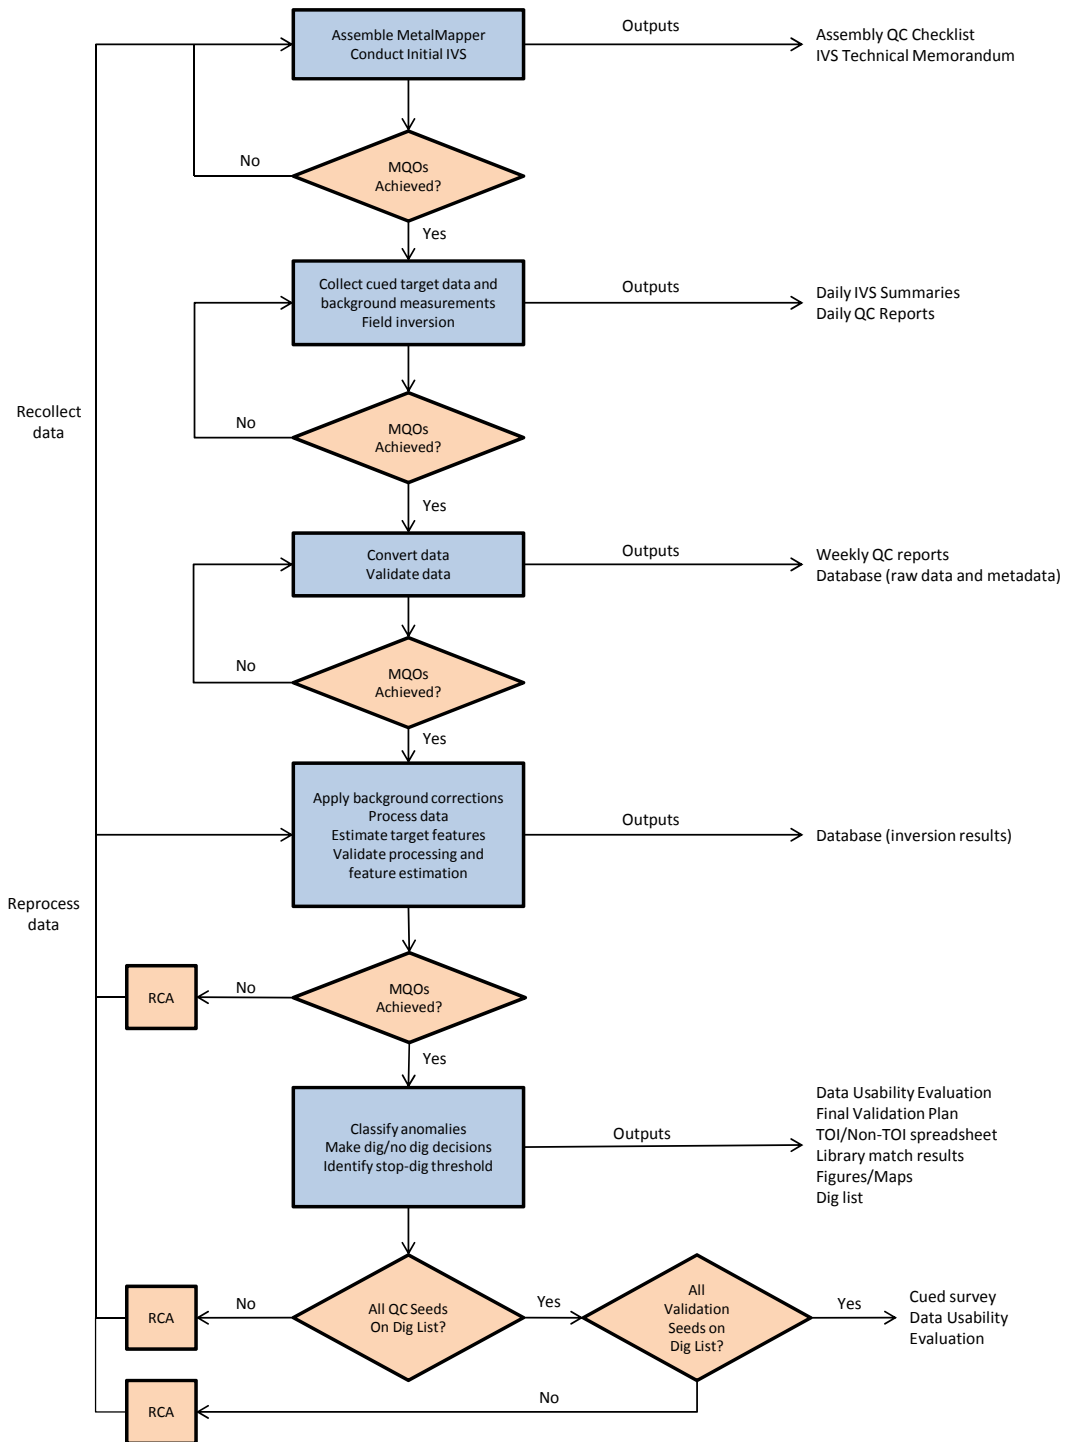 Assemble MetalMapper
Conduct Initial IVS
Outputs
Assembly QC Checklist
IVS Technical Memorandum
No
MQOs
Achieved?
Yes
Collect cued target data and
background measurements
Field inversion
Outputs
Daily IVS Summaries
Daily QC Reports
Recollect
data
No
MQOs
Achieved?
Yes
Convert data
Validate data
Outputs
Weekly QC reports
Database (raw data and metadata)
No
MQOs
Achieved?
Yes
Apply background corrections
Process data
Estimate target features
Validate processing and
feature estimation
Outputs
Database (inversion results)
Reprocess
data
RCA
No
MQOs
Achieved?
Yes
Classify anomalies
Make dig/no dig decisions
Identify stop-dig threshold
Outputs
Data Usability Evaluation
Final Validation Plan
TOI/Non-TOI spreadsheet
Library match results
Figures/Maps
Dig list
RCA
No
All QC Seeds
On Dig List?
Yes
All
Validation
Seeds on
Dig List?
Yes
Cued survey
Data Usability
Evaluation
RCA
No